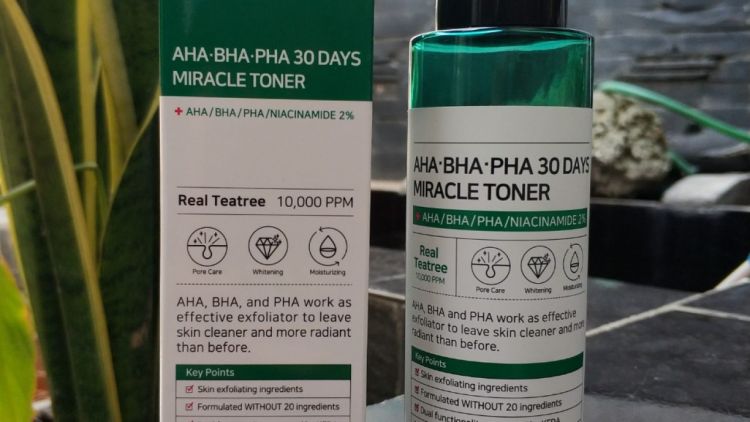 AHA·BHA·PHA 30 DAYS
MIRACLE TONER
+ AHA/BHA/PHA/NIACINAMIDE 2%
Real Teatree 10,000 PPM
Pore Care Whitening Moisturizing
AHA, BHA, and PHA work as
effective exfoliator to leave
skin cleaner and more radiant
than before.
Key Points
Skin exfoliating ingredients
Formulated WITHOUT 20 ingredients
AHA·BHA·PHA 30 DAYS
MIRACLE TONER
+ AHA/BHA/PHA/NIACINAMIDE 2%
Real
Teatree
10,000 PPM
Pore Care Whitening Moisturizing
AHA, BHA and PHA work as effective
exfoliator to leave skin cleaner and more
radiant than before.
Key Points
Skin exfoliating ingredients
Formulated WITHOUT 20 ingredients
Dual